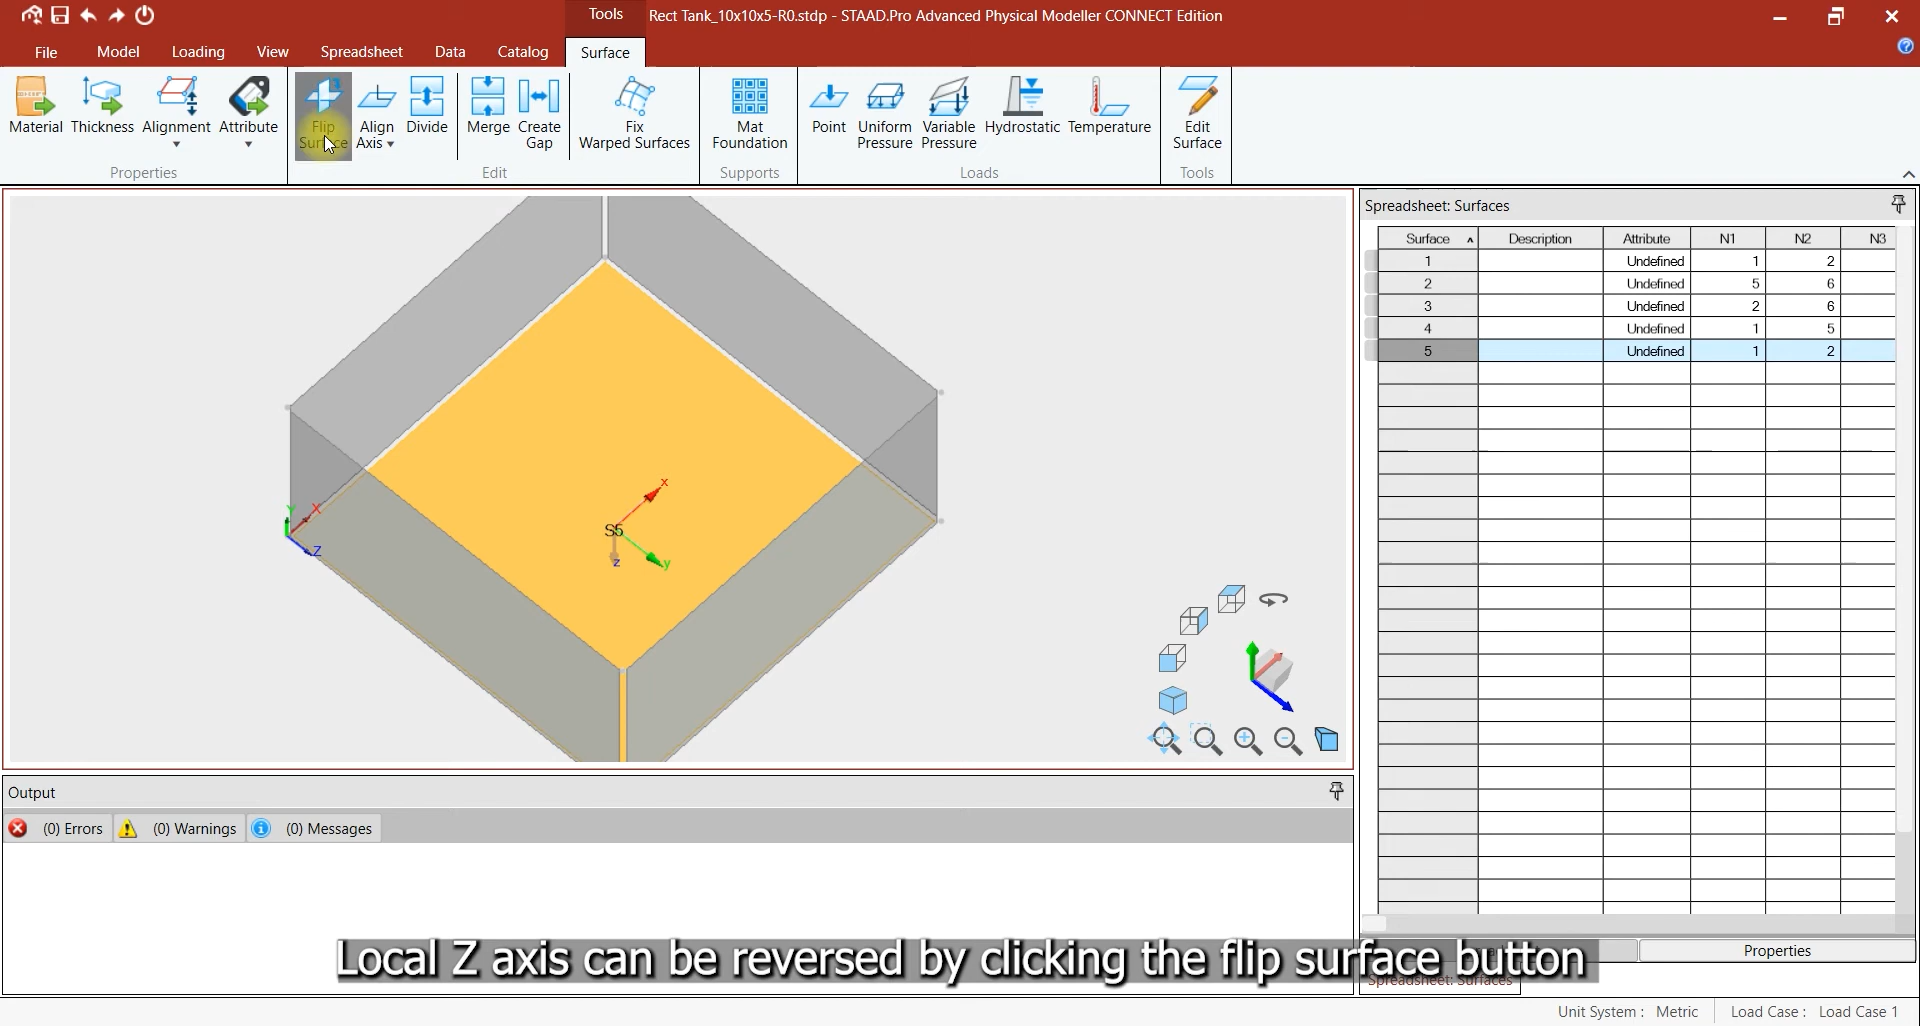 Tools
Rect Tank_10x10x5-R0.stdp - STAAD.Pro Advanced Physical Modeller CONNECT Edition
File Model Loading View Spreadsheet Data Catalog Surface
Material Thickness Alignment Attribute
Flip Surface
Align Axis
Divide Merge
Create Gap
Fix Warped Surfaces
Mat Foundation
Point
Uniform Pressure
Variable Pressure
Hydrostatic Temperature
Edit Surface
Properties Edit Supports Loads Tools
Spreadsheet: Surfaces
Surface Description Attribute N1 N2 N3
1 Undefined 1 2
2 Undefined 5 6
3 Undefined 2 6
4 Undefined 1 5
5 Undefined 1 2
x
S5
z
y
Y
X
Z
Output
(0) Errors (0) Warnings (0) Messages
Local Z axis can be reversed by clicking the flip surface button
Properties
Spreadsheet: Surfaces
Unit System : Metric Load Case : Load Case 1